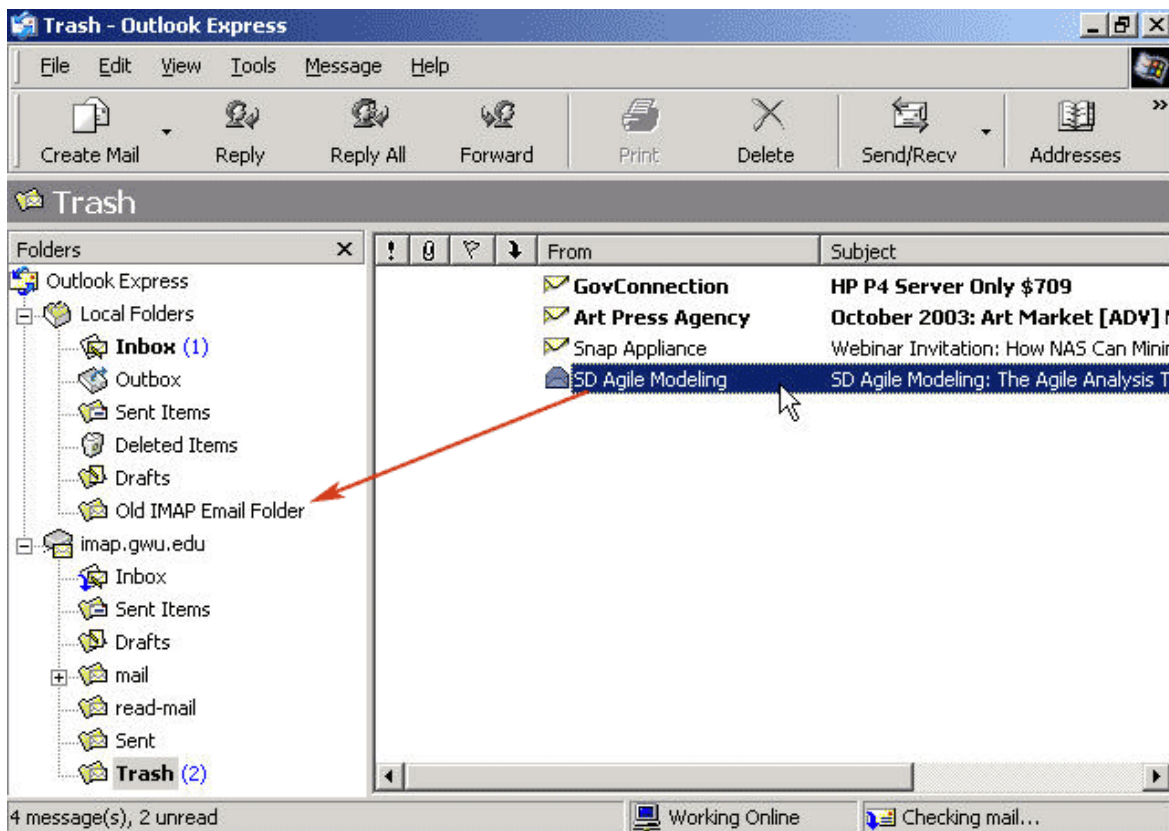 Trash - Outlook Express
File Edit View Tools Message Help
Create Mail Reply Reply All Forward Print Delete Send/Recv Addresses
Trash
Folders
! From Subject
Outlook Express
Local Folders
Inbox (1)
Outbox
Sent Items
Deleted Items
Drafts
Old IMAP Email Folder
imap.gwu.edu
Inbox
Sent Items
Drafts
mail
read-mail
Sent
Trash (2)
GovConnection HP P4 Server Only $709
Art Press Agency October 2003: Art Market [ADV]
Snap Appliance Webinar Invitation: How NAS Can
SD Agile Modeling SD Agile Modeling: The Agile Analysis
4 message(s), 2 unread Working Online Checking mail...